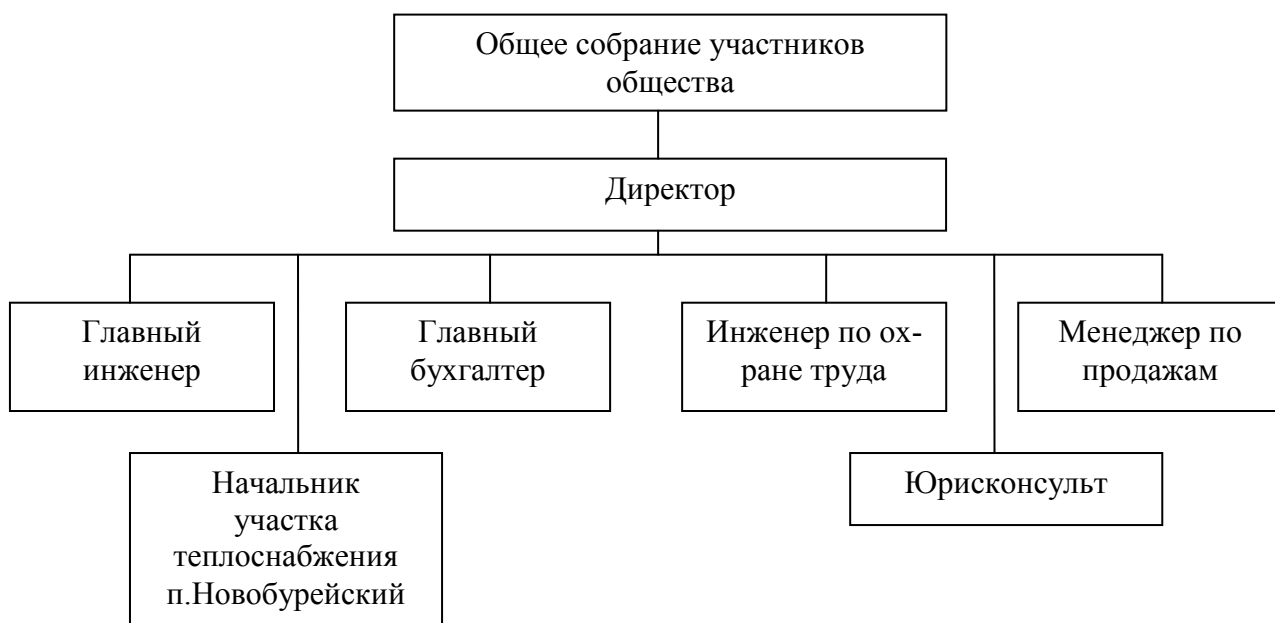 Общее собрание участников
общества
Директор
Главный
инженер
Главный
бухгалтер
Инженер по ох-
ране труда
Менеджер по
продажам
Начальник
участка
теплоснабжения
п.Новобурейский
Юрисконсульт